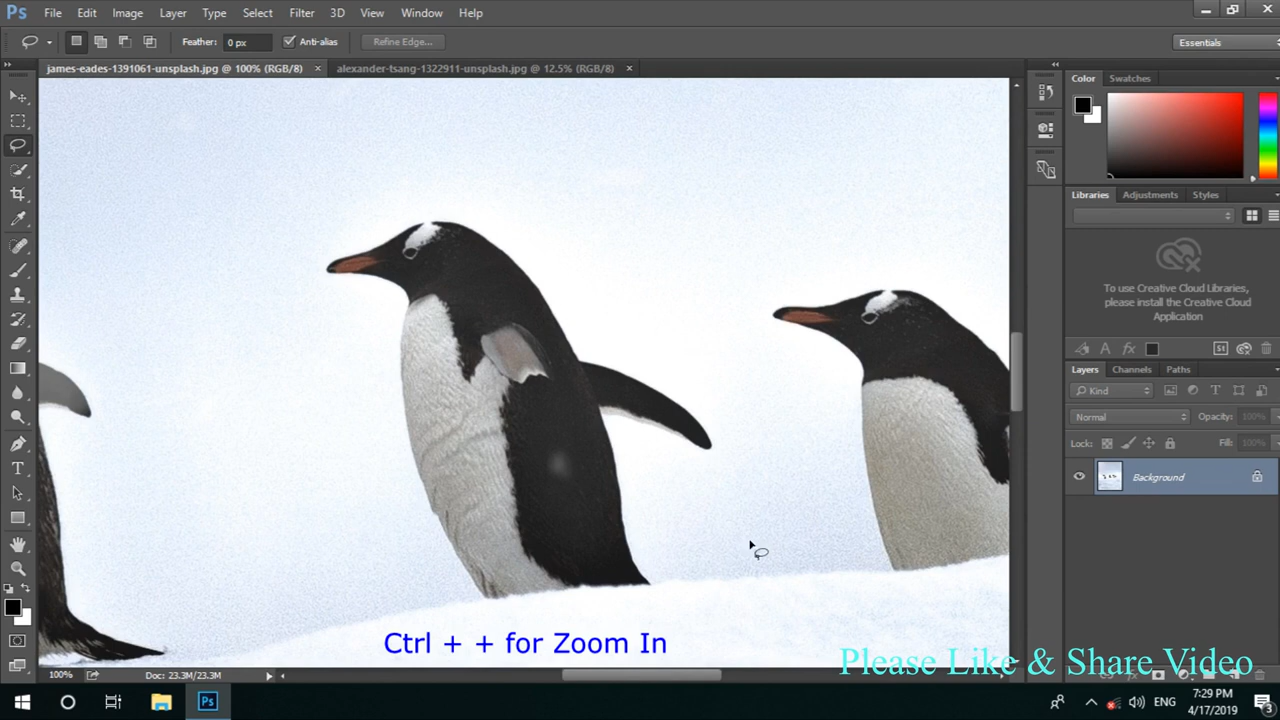 Ps File Edit Image Layer Type Select Filter 3D View Window Help
Feather: 0 px Anti-alias Refine Edge... Essentials
james-eades-1391061-unsplash.jpg @ 100% (RGB/8) × alexander-tsang-1322911-unsplash.jpg @ 12.5% (RGB/8) ×
Color Swatches
Libraries Adjustments Styles
To use Creative Cloud Libraries,
please install the Creative Cloud
Application
Layers Channels Paths
Kind
Normal Opacity: 100%
Lock: Fill: 100%
Background
Ctrl + + for Zoom In
Please Like & Share Video
100% Doc: 23.3M/23.3M
Ps ENG 7:29 PM
4/17/2019
3